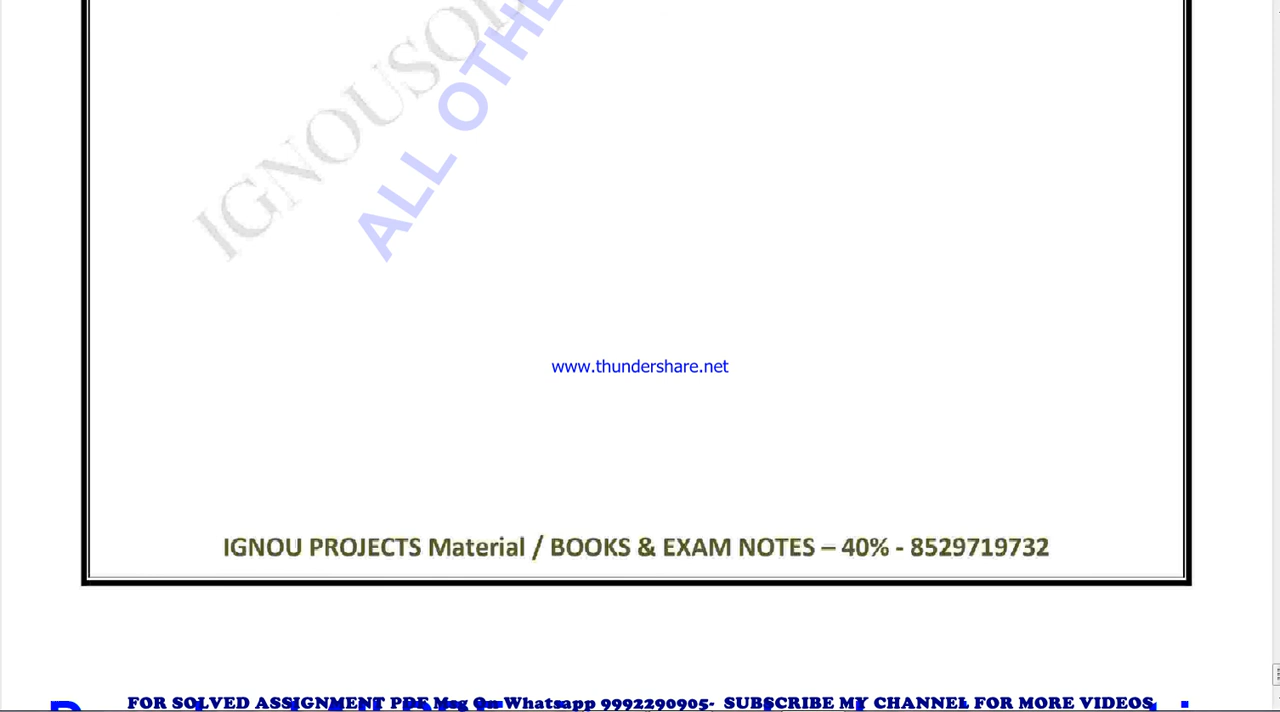 IGNOUSO
ALL OTHE
www.thundershare.net
IGNOU PROJECTS Material / BOOKS & EXAM NOTES – 40% - 8529719732
FOR SOLVED ASSIGNMENT PDF Msg On Whatsapp 9992290905- SUBSCRIBE MY CHANNEL FOR MORE VIDEOS